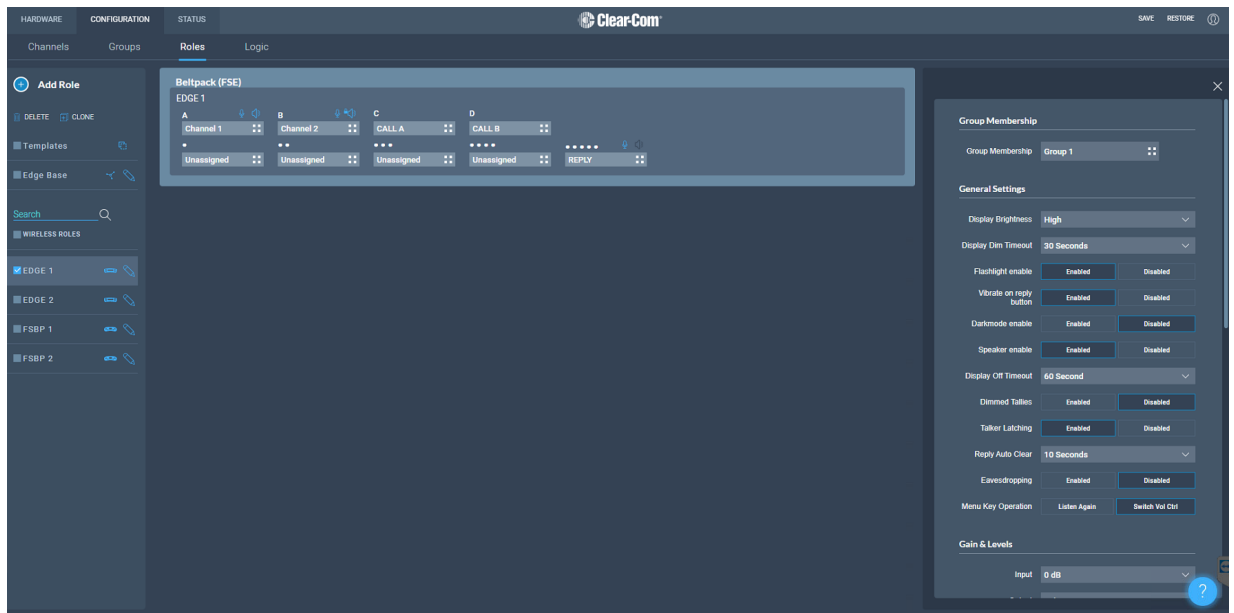 HARDWARE CONFIGURATION STATUS Clear-Com SAVE RESTORE
Channels Groups Roles Logic
Add Role
DELETE CLONE
Templates
Edge Base
Search
WIRELESS ROLES
EDGE 1
EDGE 2
FSBP 1
FSBP 2
Beltpack (FSE)
EDGE 1
A B C D
Channel 1 Channel 2 CALL A CALL B
Unassigned Unassigned Unassigned Unassigned REPLY
Group Membership
Group Membership Group 1
General Settings
Display Brightness High
Display Dim Timeout 30 Seconds
Flashlight enable Enabled Disabled
Vibrate on reply
button Enabled Disabled
Darkmode enable Enabled Disabled
Speaker enable Enabled Disabled
Display Off Timeout 60 Second
Dimmed Tallies Enabled Disabled
Talker Latching Enabled Disabled
Reply Auto Clear 10 Seconds
Eavesdropping Enabled Disabled
Menu Key Operation Listen Again Switch Vol Ctrl
Gain & Levels
Input 0 dB
?